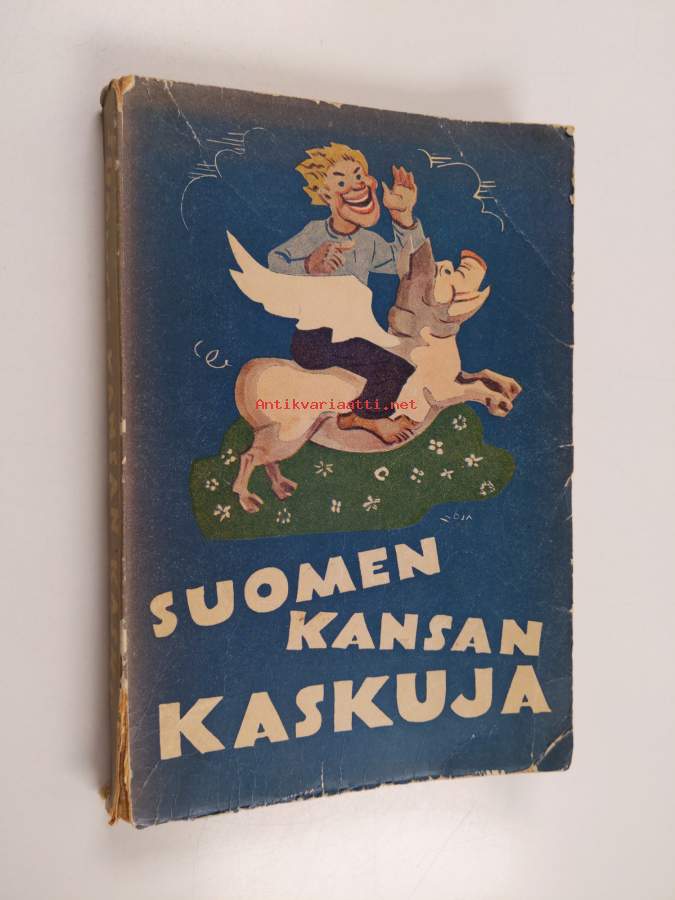 Antikvariaatti.net
SUOMEN
KANSAN
KASKUJA